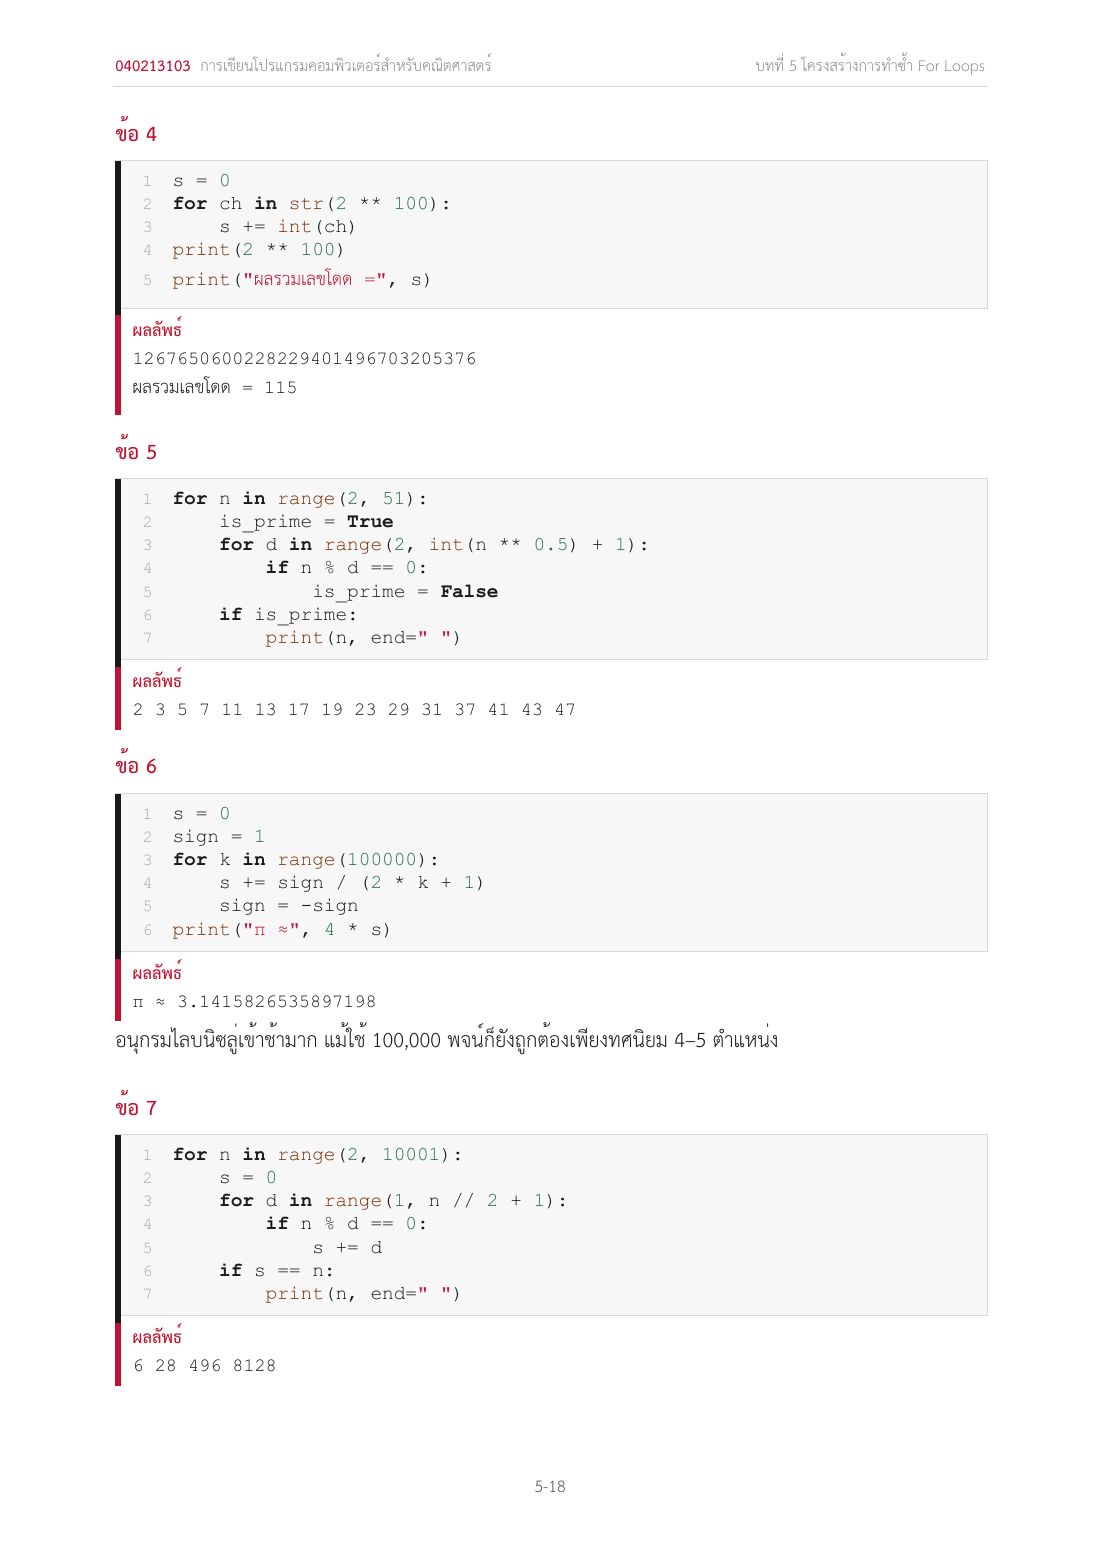 040213103 การเขียนโปรแกรมคอมพิวเตอร์สำหรับคณิตศาสตร์ บทที่ 5 โครงสร้างการทำซ้ำ For Loops
ข้อ 4
1 s = 0
2 for ch in str(2 ** 100):
3     s += int(ch)
4 print(2 ** 100)
5 print("ผลรวมเลขโดด =", s)
ผลลัพธ์
1267650600228229401496703205376
ผลรวมเลขโดด = 115
ข้อ 5
1 for n in range(2, 51):
2     is_prime = True
3     for d in range(2, int(n ** 0.5) + 1):
4         if n % d == 0:
5             is_prime = False
6     if is_prime:
7         print(n, end=" ")
ผลลัพธ์
2 3 5 7 11 13 17 19 23 29 31 37 41 43 47
ข้อ 6
1 s = 0
2 sign = 1
3 for k in range(100000):
4     s += sign / (2 * k + 1)
5     sign = -sign
6 print("π ≈", 4 * s)
ผลลัพธ์
π ≈ 3.1415826535897198
อนุกรมไลบนิซลู่เข้าช้ามาก แม้ใช้ 100,000 พจน์ก็ยังถูกต้องเพียงทศนิยม 4–5 ตำแหน่ง
ข้อ 7
1 for n in range(2, 10001):
2     s = 0
3     for d in range(1, n // 2 + 1):
4         if n % d == 0:
5             s += d
6     if s == n:
7         print(n, end=" ")
ผลลัพธ์
6 28 496 8128
5-18